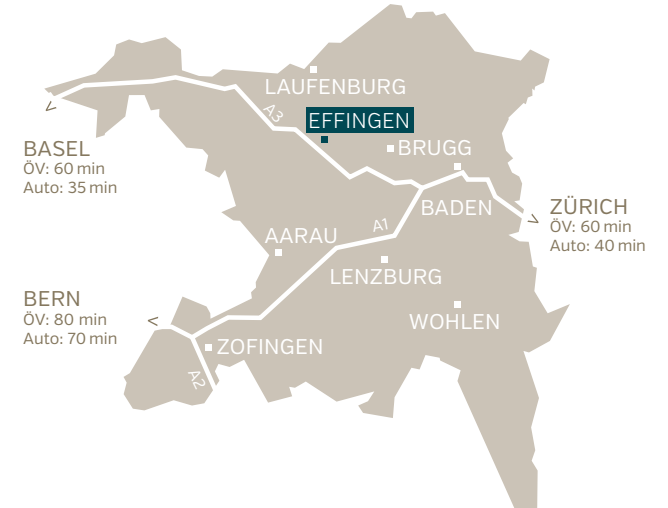 LAUFENBURG
A3
EFFINGEN
BRUGG
BASEL
ÖV: 60 min
Auto: 35 min
BADEN
ZÜRICH
ÖV: 60 min
Auto: 40 min
A1
AARAU
LENZBURG
BERN
ÖV: 80 min
Auto: 70 min
WOHLEN
ZOFINGEN
A2